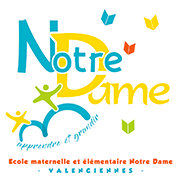 Notre
Dame
apprendre et grandir
Ecole maternelle et élémentaire Notre Dame
- VALENCIENNES -